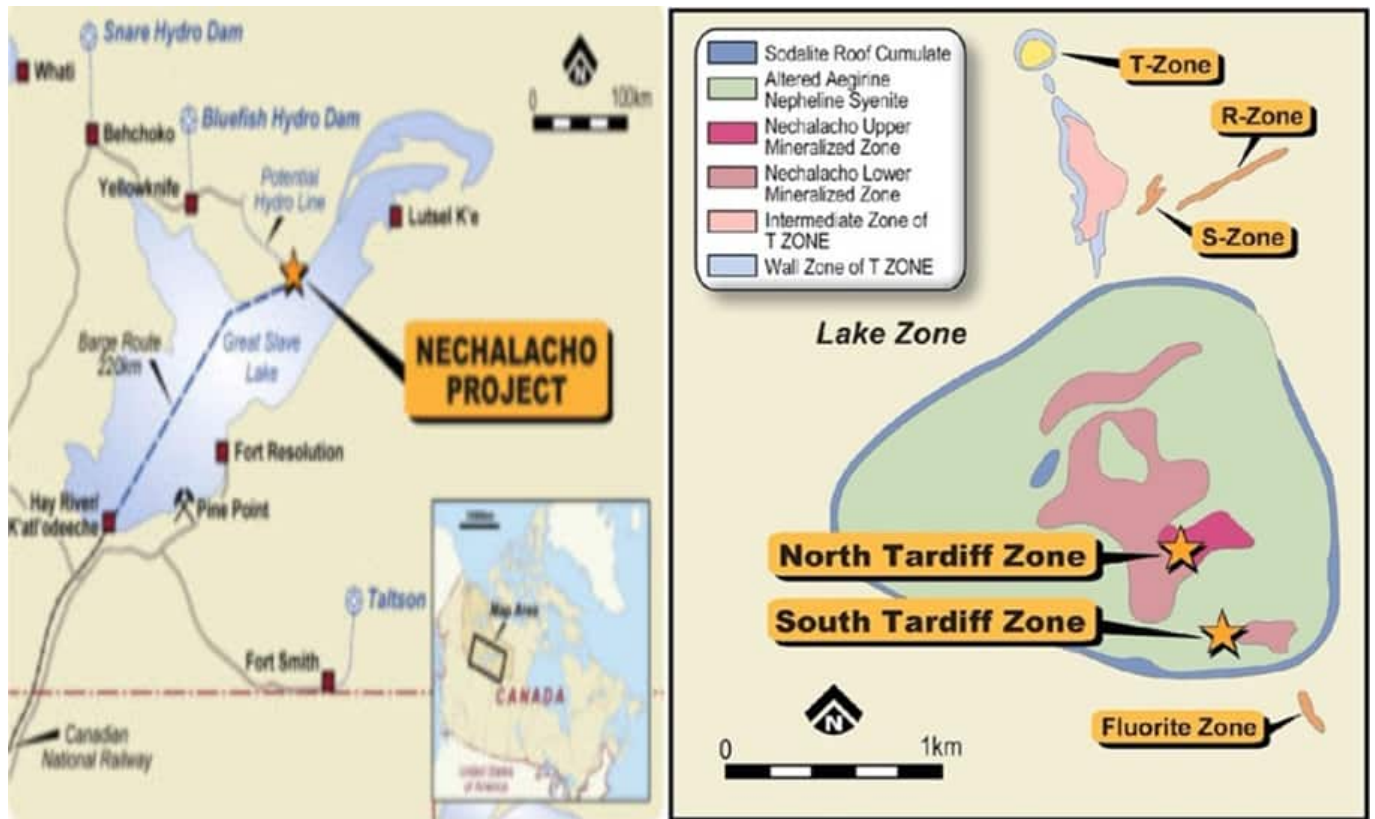 Snare Hydro Dam
Whati
0 100km
Bluefish Hydro Dam
Behchoko
Potential
Hydro Line
Yellowknife
Lutsel K'e
Barge Route
220km
Great Slave
Lake
NECHALACHO
PROJECT
Fort Resolution
Hay River/
K'atl'odeeche
Pine Point
Taltson
Map Area
Fort Smith
CANADA
Canadian
National Railway
United States
of America
Sodalite Roof Cumulate
Altered Aegirine
Nepheline Syenite
Nechalacho Upper
Mineralized Zone
Nechalacho Lower
Mineralized Zone
Intermediate Zone of
T ZONE
Wall Zone of T ZONE
T-Zone
R-Zone
S-Zone
Lake Zone
North Tardiff Zone
South Tardiff Zone
Fluorite Zone
0 1km